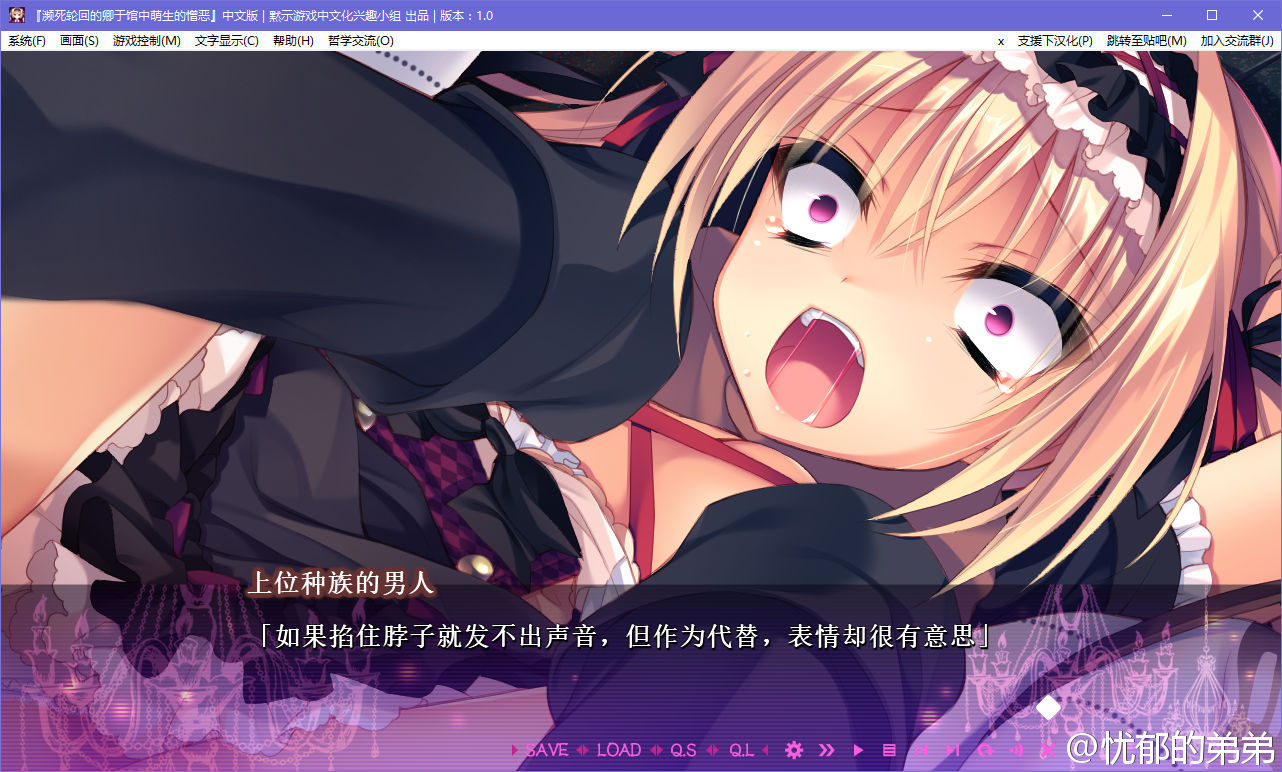 『濒死轮回的卿于馆中萌生的憎恶』中文版 | 黙示游戏中文化兴趣小组 出品 | 版本：1.0
系统(F) 画面(S) 游戏控制(M) 文字显示(C) 帮助(H) 哲学交流(O) x 支援下汉化(P) 跳转至贴吧(M) 加入交流群(J)
上位种族的男人
「如果掐住脖子就发不出声音，但作为代替，表情却很有意思」
SAVE LOAD Q.S Q.L
@忧郁的弟弟